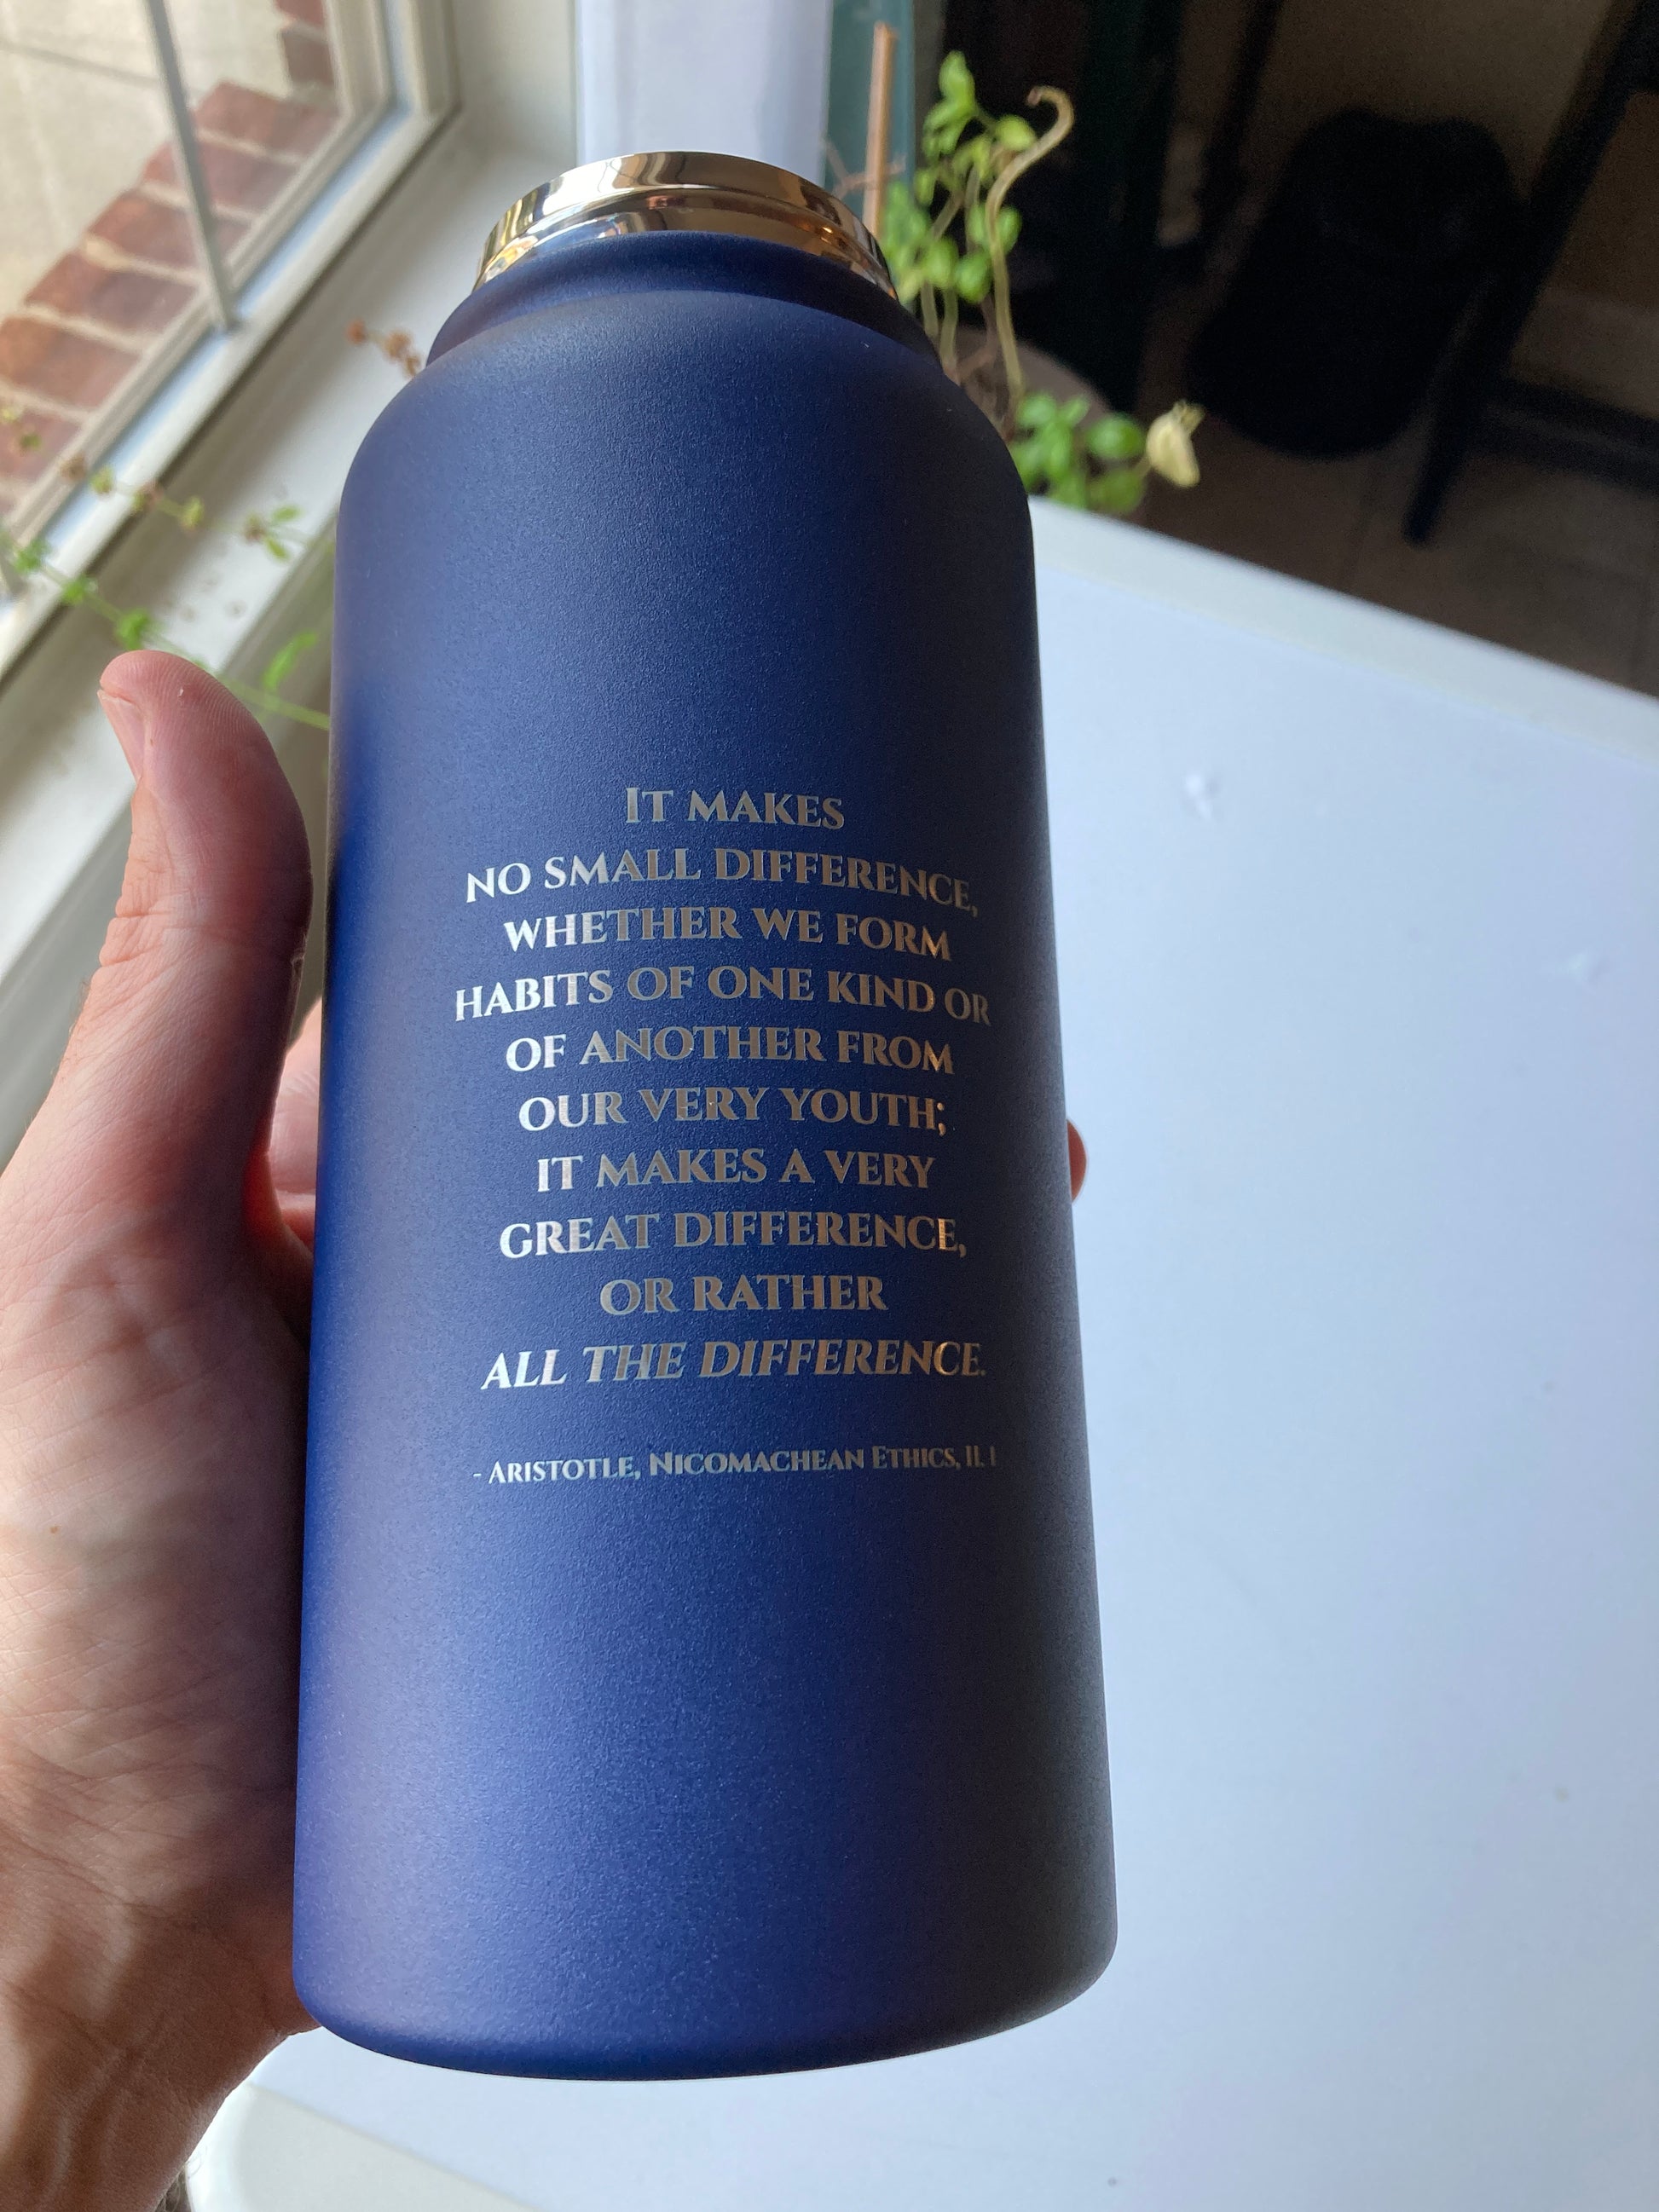 It makes
no small difference,
whether we form
habits of one kind or
of another from
our very youth;
it makes a very
great difference,
or rather
all the difference.
- Aristotle, Nicomachean Ethics, II. 1